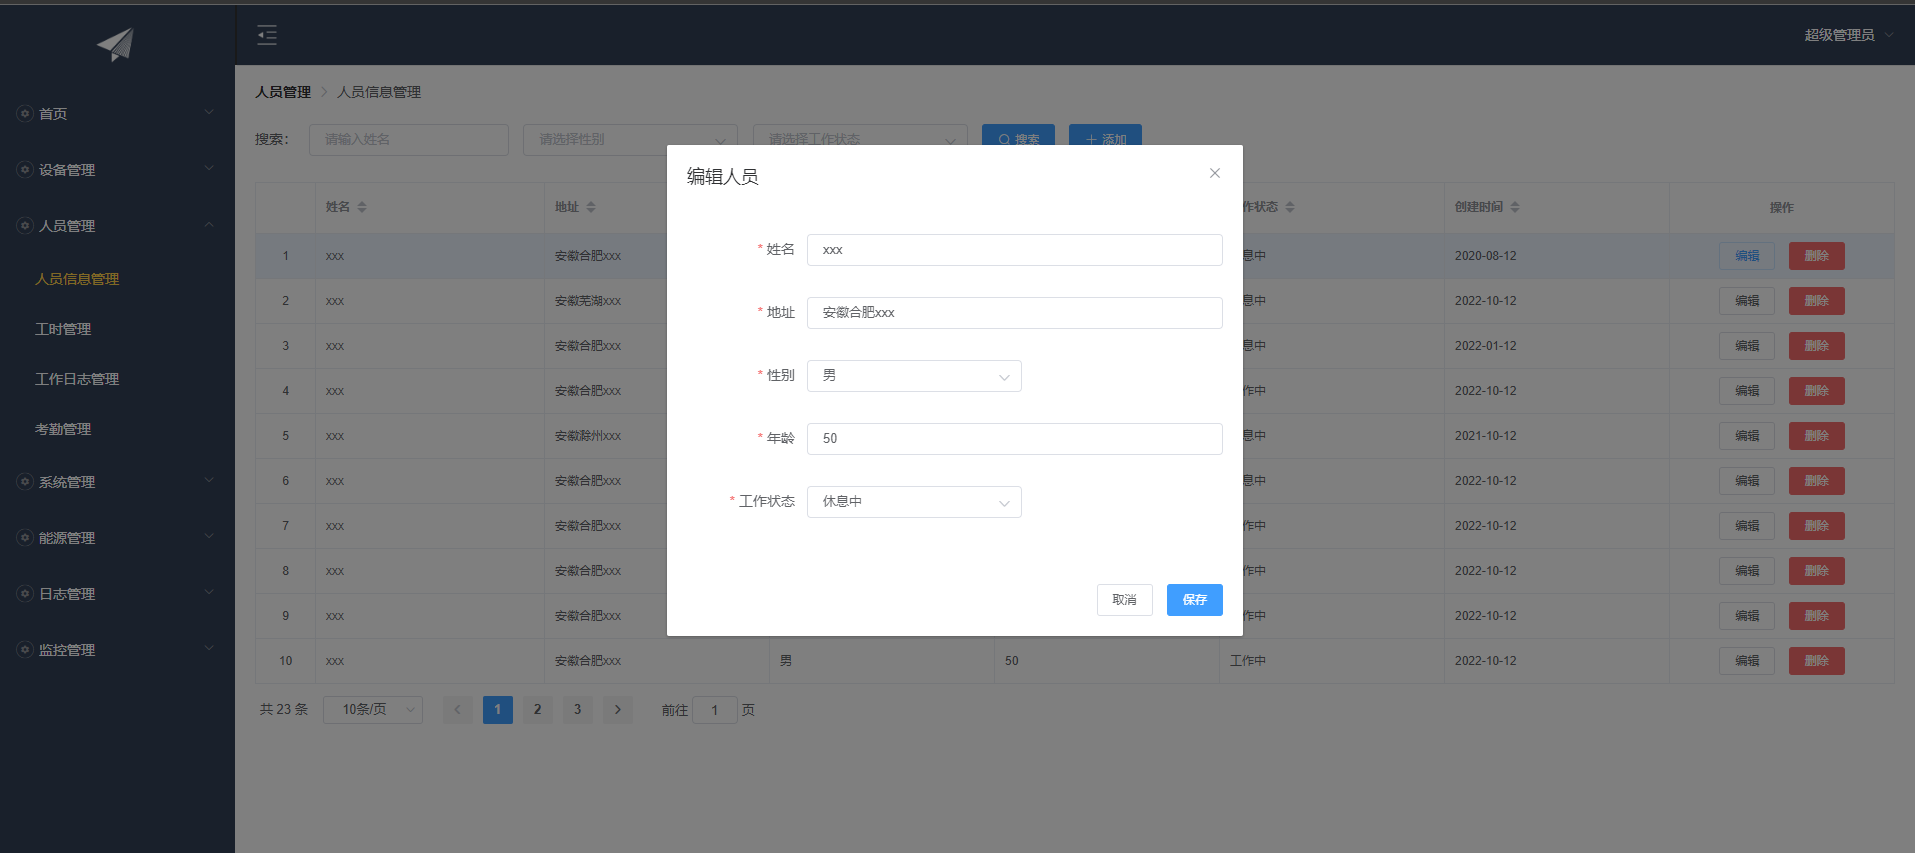 超级管理员
首页
设备管理
人员管理
人员信息管理
工时管理
工作日志管理
考勤管理
系统管理
能源管理
日志管理
监控管理
人员管理 > 人员信息管理
搜索： 请输入姓名 请选择性别 请选择工作状态 搜索 添加
姓名 地址 作状态 创建时间 操作
1 xxx 安徽合肥xxx 息中 2020-08-12 编辑 删除
2 xxx 安徽芜湖xxx 息中 2022-10-12 编辑 删除
3 xxx 安徽合肥xxx 息中 2022-01-12 编辑 删除
4 xxx 安徽合肥xxx 作中 2022-10-12 编辑 删除
5 xxx 安徽滁州xxx 息中 2021-10-12 编辑 删除
6 xxx 安徽合肥xxx 息中 2022-10-12 编辑 删除
7 xxx 安徽合肥xxx 作中 2022-10-12 编辑 删除
8 xxx 安徽合肥xxx 作中 2022-10-12 编辑 删除
9 xxx 安徽合肥xxx 作中 2022-10-12 编辑 删除
10 xxx 安徽合肥xxx 男 50 工作中 2022-10-12 编辑 删除
共 23 条 10条/页 1 2 3 前往 1 页
编辑人员
* 姓名 xxx
* 地址 安徽合肥xxx
* 性别 男
* 年龄 50
* 工作状态 休息中
取消 保存